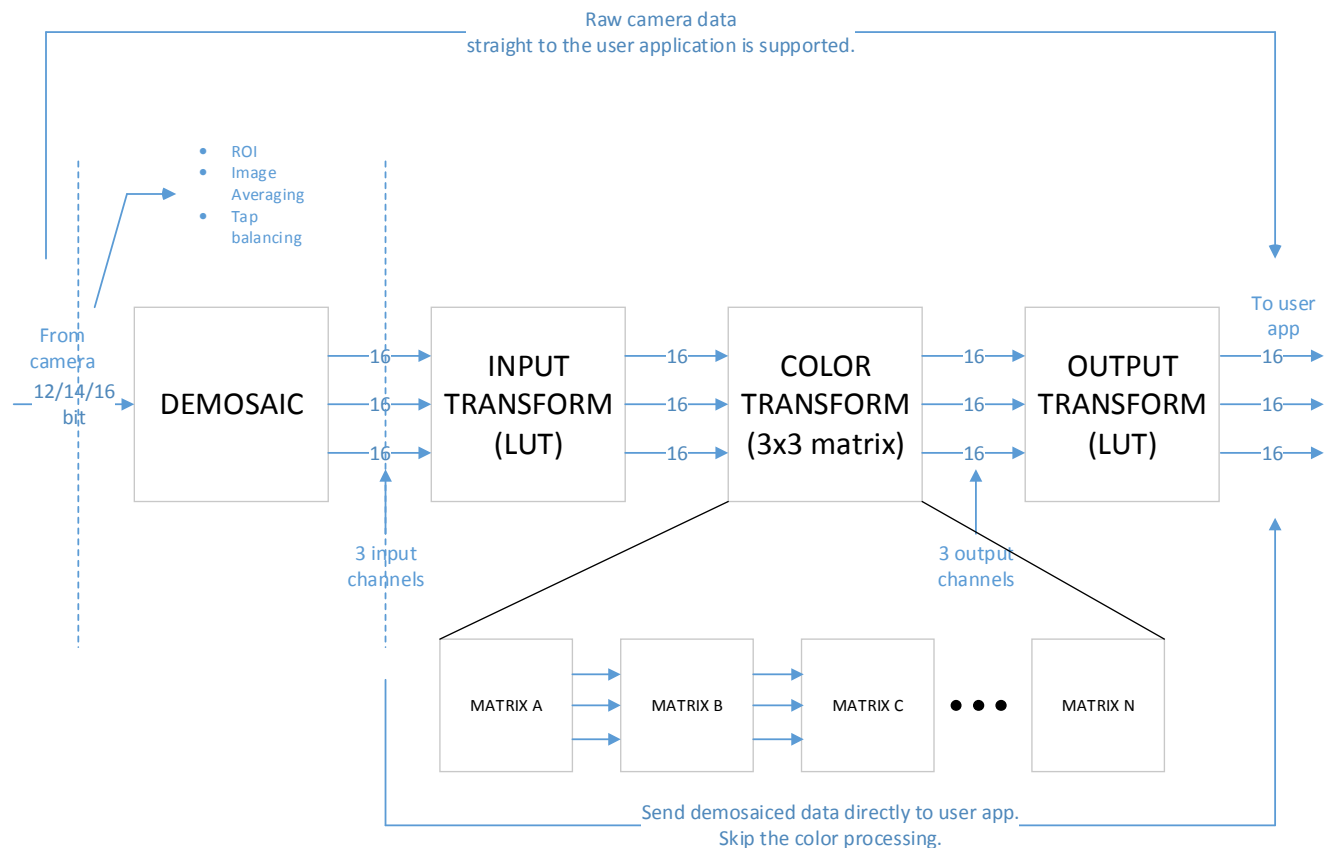 Raw camera data
straight to the user application is supported.
• ROI
• Image
Averaging
• Tap
balancing
From
camera
12/14/16
bit
DEMOSAIC
16
16
16
INPUT
TRANSFORM
(LUT)
16
16
16
COLOR
TRANSFORM
(3x3 matrix)
16
16
16
OUTPUT
TRANSFORM
(LUT)
To user
app
16
16
16
3 input
channels
3 output
channels
MATRIX A
MATRIX B
MATRIX C
● ● ●
MATRIX N
Send demosaiced data directly to user app.
Skip the color processing.